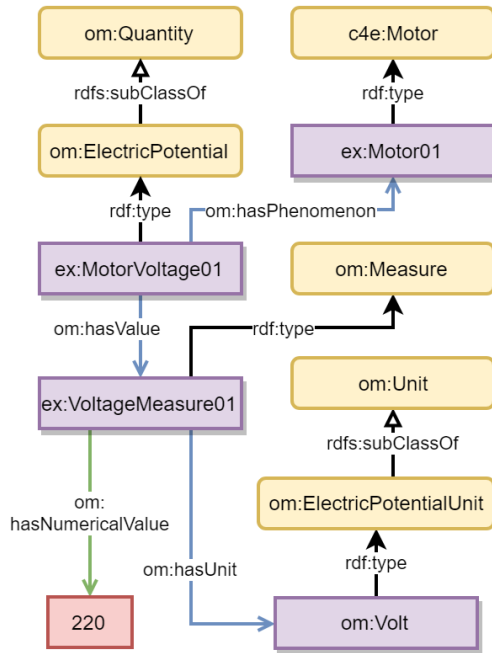 om:Quantity
c4e:Motor
rdfs:subClassOf
rdf:type
om:ElectricPotential
ex:Motor01
rdf:type
om:hasPhenomenon
ex:MotorVoltage01
om:Measure
om:hasValue
rdf:type
ex:VoltageMeasure01
om:Unit
rdfs:subClassOf
om:
hasNumericalValue
om:ElectricPotentialUnit
om:hasUnit
rdf:type
220
om:Volt